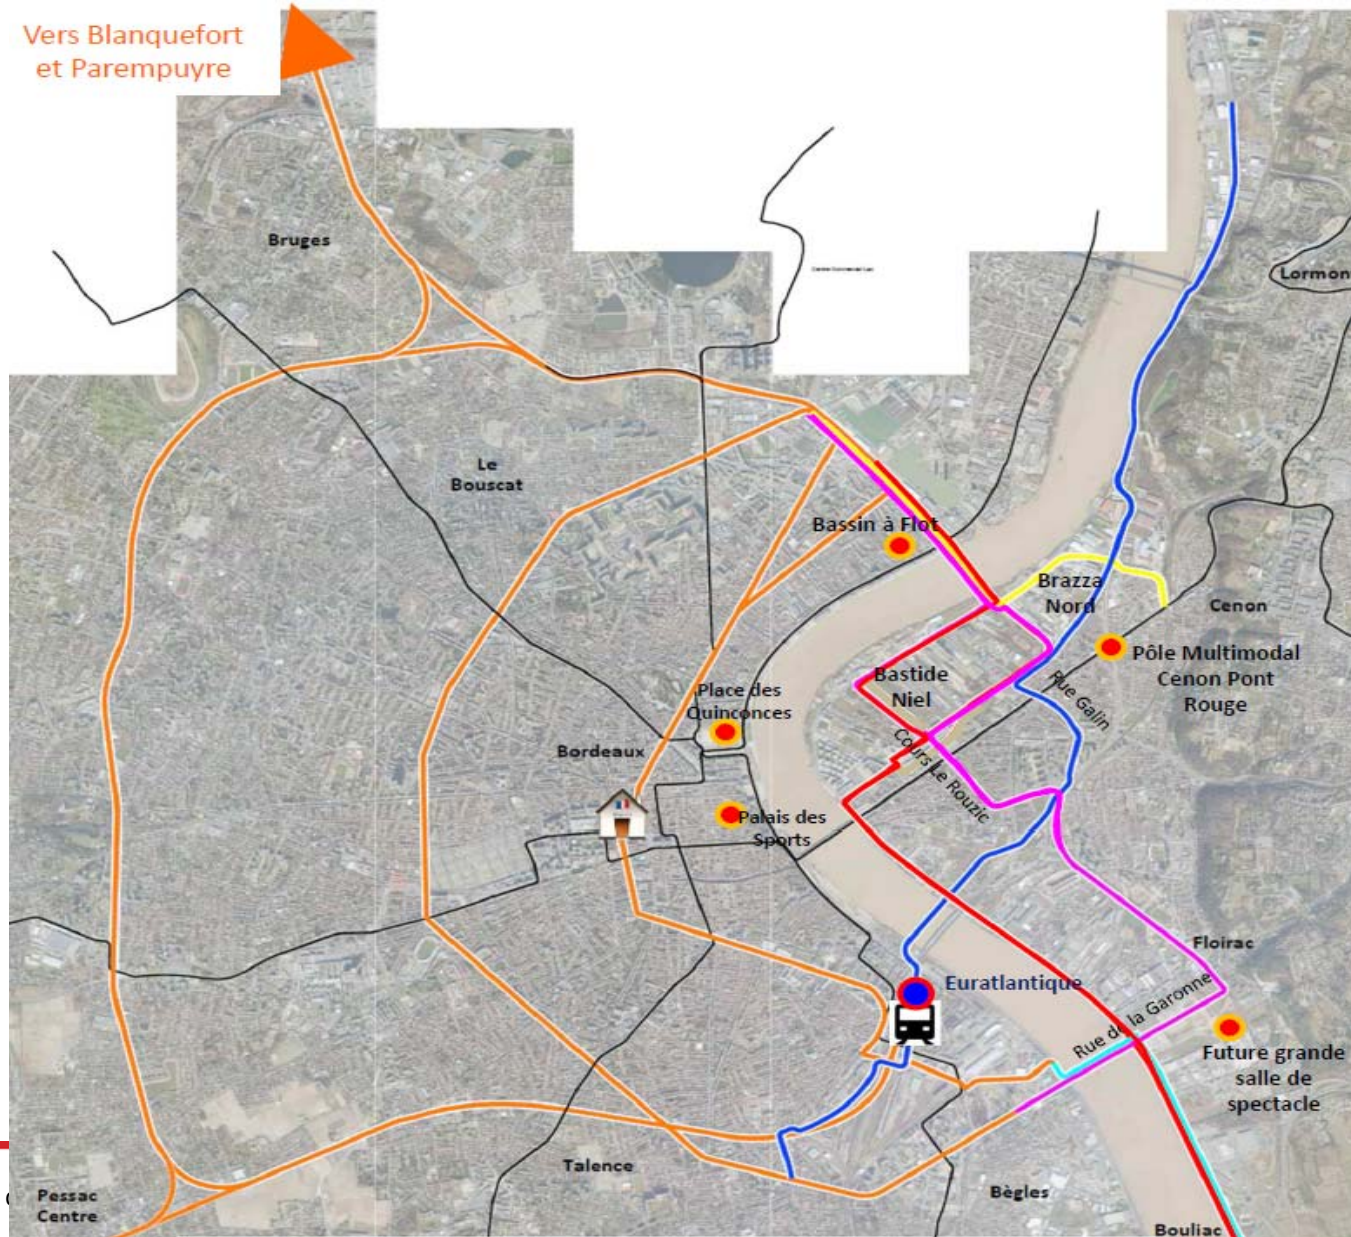 Vers Blanquefort
et Parempuyre
Bruges
Lormon
Le
Bouscat
Bassin à Flot
Brazza
Nord
Cenon
Pôle Multimodal
Cenon Pont
Rouge
Bastide
Niel
Rue Galin
Place des
Quinconces
Bordeaux
Cours Le Rouzic
Palais des
Sports
Floirac
Euratlantique
Rue de la Garonne
Future grande
salle de
spectacle
Talence
Pessac
Centre
Bègles
Bouliac